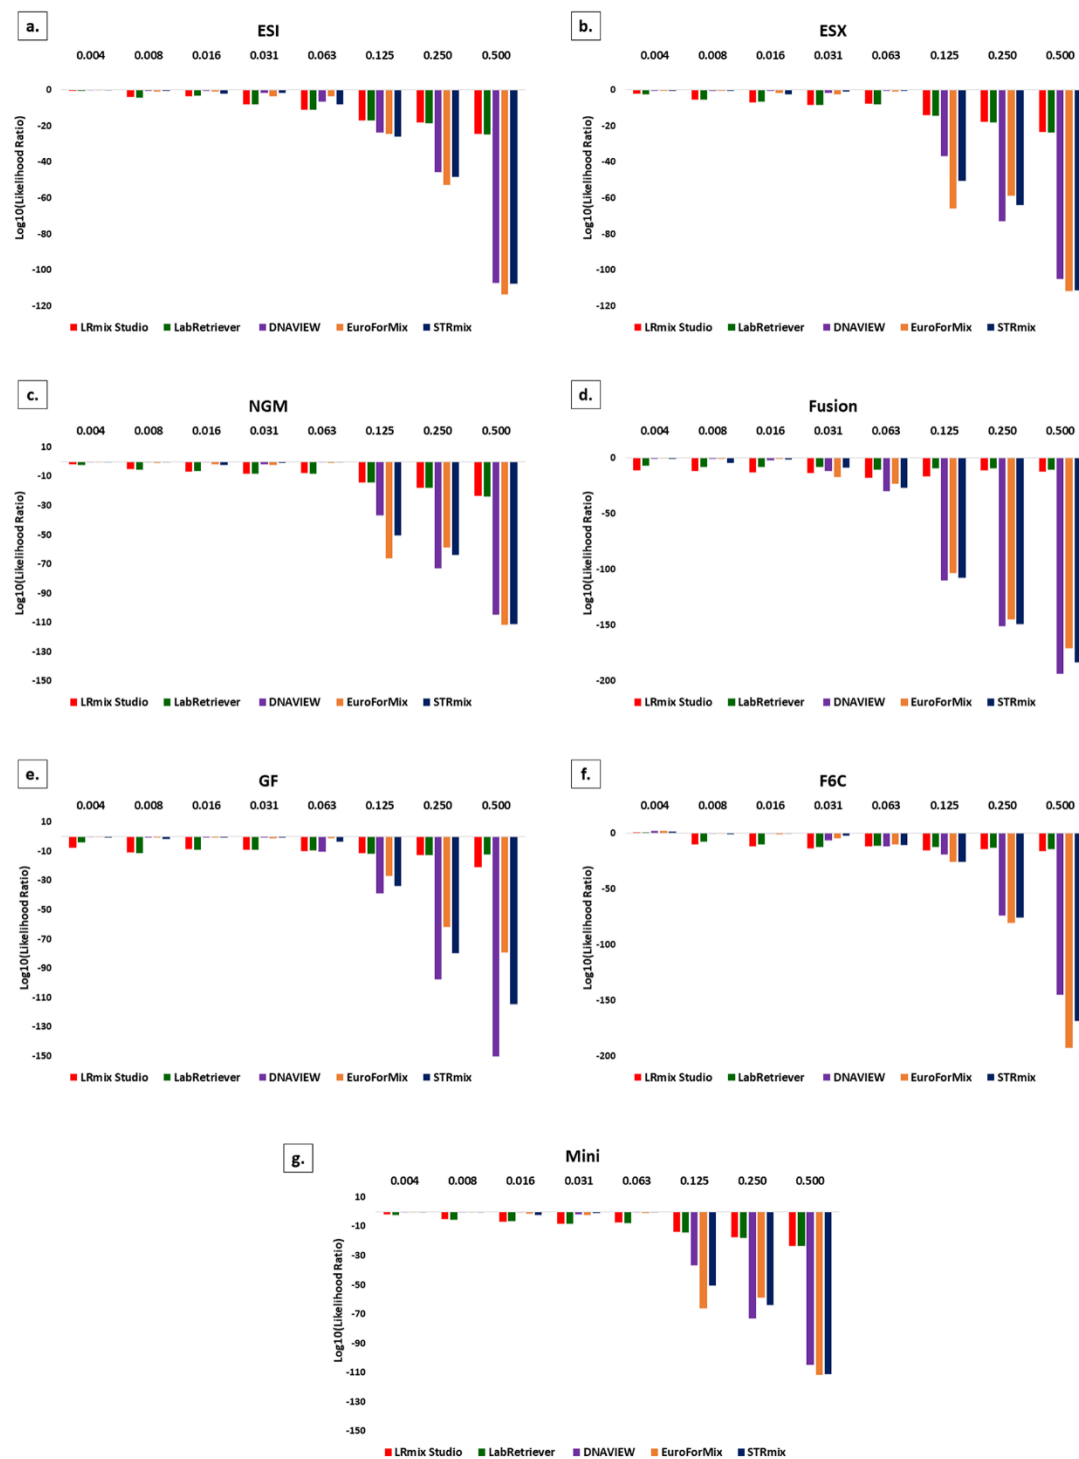 a.
ESI
0.004 0.008 0.016 0.031 0.063 0.125 0.250 0.500
Log10(Likelihood Ratio)
0
-20
-40
-60
-80
-100
-120
LRmix Studio LabRetriever DNAVIEW EuroForMix STRmix
b.
ESX
0.004 0.008 0.016 0.031 0.063 0.125 0.250 0.500
Log10(Likelihood Ratio)
0
-20
-40
-60
-80
-100
-120
LRmix Studio LabRetriever DNAVIEW EuroForMix STRmix
c.
NGM
0.004 0.008 0.016 0.031 0.063 0.125 0.250 0.500
Log10(Likelihood Ratio)
10
-10
-30
-50
-70
-90
-110
-130
-150
LRmix Studio LabRetriever DNAVIEW EuroForMix STRmix
d.
Fusion
0.004 0.008 0.016 0.031 0.063 0.125 0.250 0.500
Log10(Likelihood Ratio)
0
-50
-100
-150
-200
LRmix Studio LabRetriever DNAVIEW EuroForMix STRmix
e.
GF
0.004 0.008 0.016 0.031 0.063 0.125 0.250 0.500
Log10(Likelihood Ratio)
10
-10
-30
-50
-70
-90
-110
-130
-150
LRmix Studio LabRetriever DNAVIEW EuroForMix STRmix
f.
F6C
0.004 0.008 0.016 0.031 0.063 0.125 0.250 0.500
Log10(Likelihood Ratio)
0
-50
-100
-150
-200
LRmix Studio LabRetriever DNAVIEW EuroForMix STRmix
g.
Mini
0.004 0.008 0.016 0.031 0.063 0.125 0.250 0.500
Log10(Likelihood Ratio)
10
-10
-30
-50
-70
-90
-110
-130
-150
LRmix Studio LabRetriever DNAVIEW EuroForMix STRmix